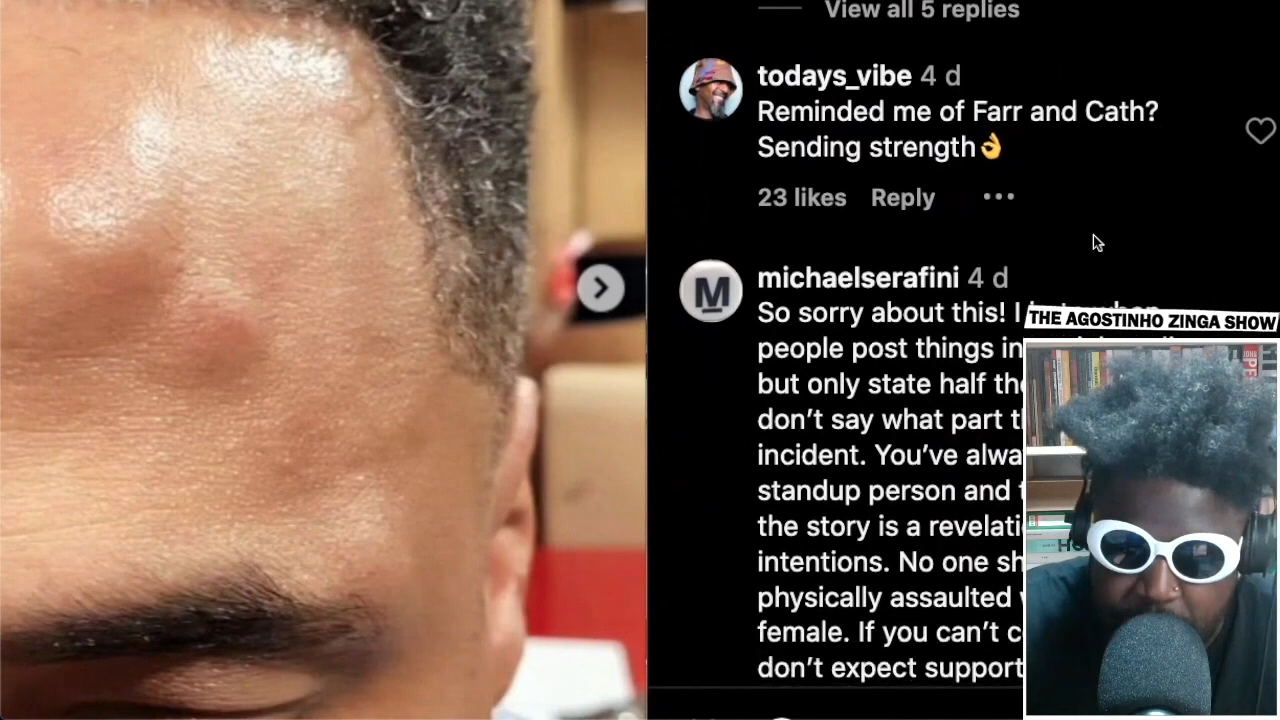 View all 5 replies
todays_vibe 4 d
Reminded me of Farr and Cath?
Sending strength👌
23 likes Reply •••
M
michaelserafini 4 d
So sorry about this! I
people post things in
but only state half the
don't say what part
incident. You've
standup person and
the story is a
intentions. No one
physically assaulted
female. If you can't
don't expect support
THE AGOSTINHO ZINGA SHOW